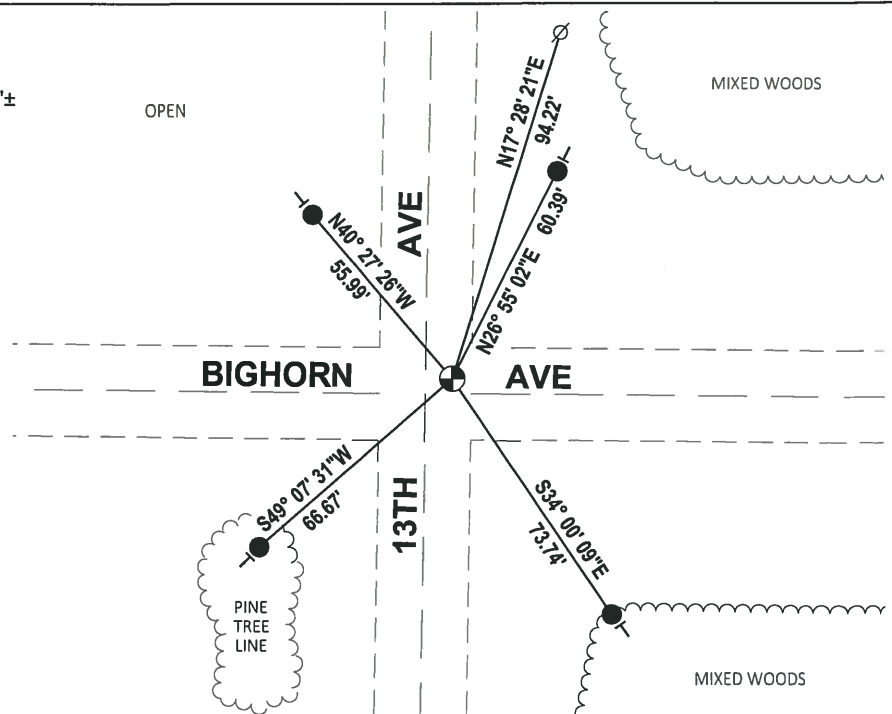 '±
OPEN
MIXED WOODS
N17° 28' 21"E
94.22'
N40° 27' 26"W
55.99'
AVE
N26° 55' 02"E 60.39'
BIGHORN AVE
S49° 07' 31"W
66.67'
13TH
S34° 00' 09"E
73.74'
PINE
TREE
LINE
MIXED WOODS